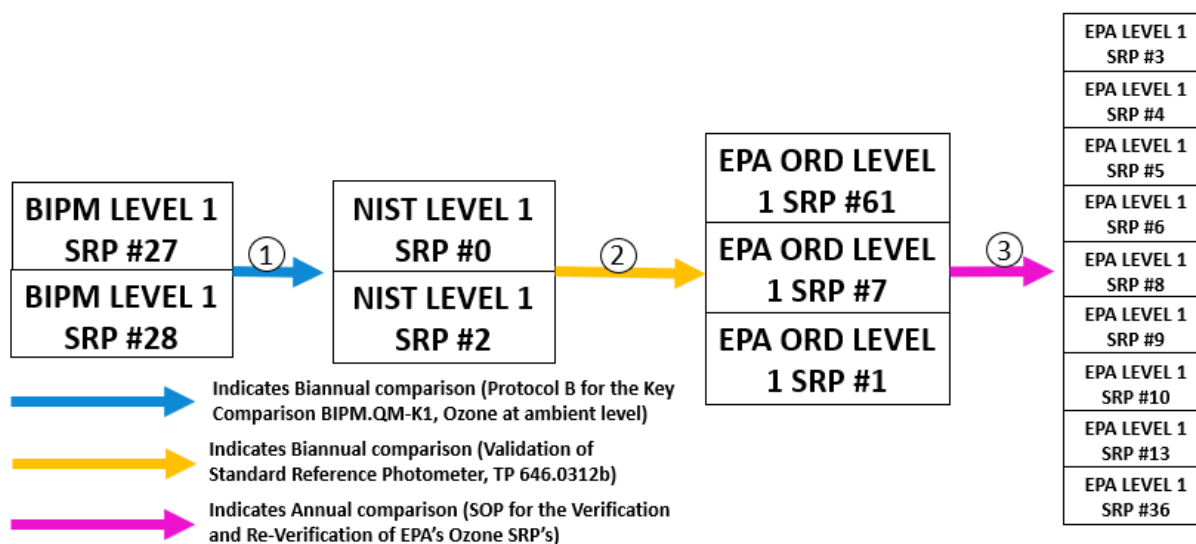 BIPM LEVEL 1
SRP #27
BIPM LEVEL 1
SRP #28
1
NIST LEVEL 1
SRP #0
NIST LEVEL 1
SRP #2
2
EPA ORD LEVEL
1 SRP #61
EPA ORD LEVEL
1 SRP #7
EPA ORD LEVEL
1 SRP #1
3
EPA LEVEL 1
SRP #3
EPA LEVEL 1
SRP #4
EPA LEVEL 1
SRP #5
EPA LEVEL 1
SRP #6
EPA LEVEL 1
SRP #8
EPA LEVEL 1
SRP #9
EPA LEVEL 1
SRP #10
EPA LEVEL 1
SRP #13
EPA LEVEL 1
SRP #36
Indicates Biannual comparison (Protocol B for the Key
Comparison BIPM.QM-K1, Ozone at ambient level)
Indicates Biannual comparison (Validation of
Standard Reference Photometer, TP 646.0312b)
Indicates Annual comparison (SOP for the Verification
and Re-Verification of EPA's Ozone SRP's)